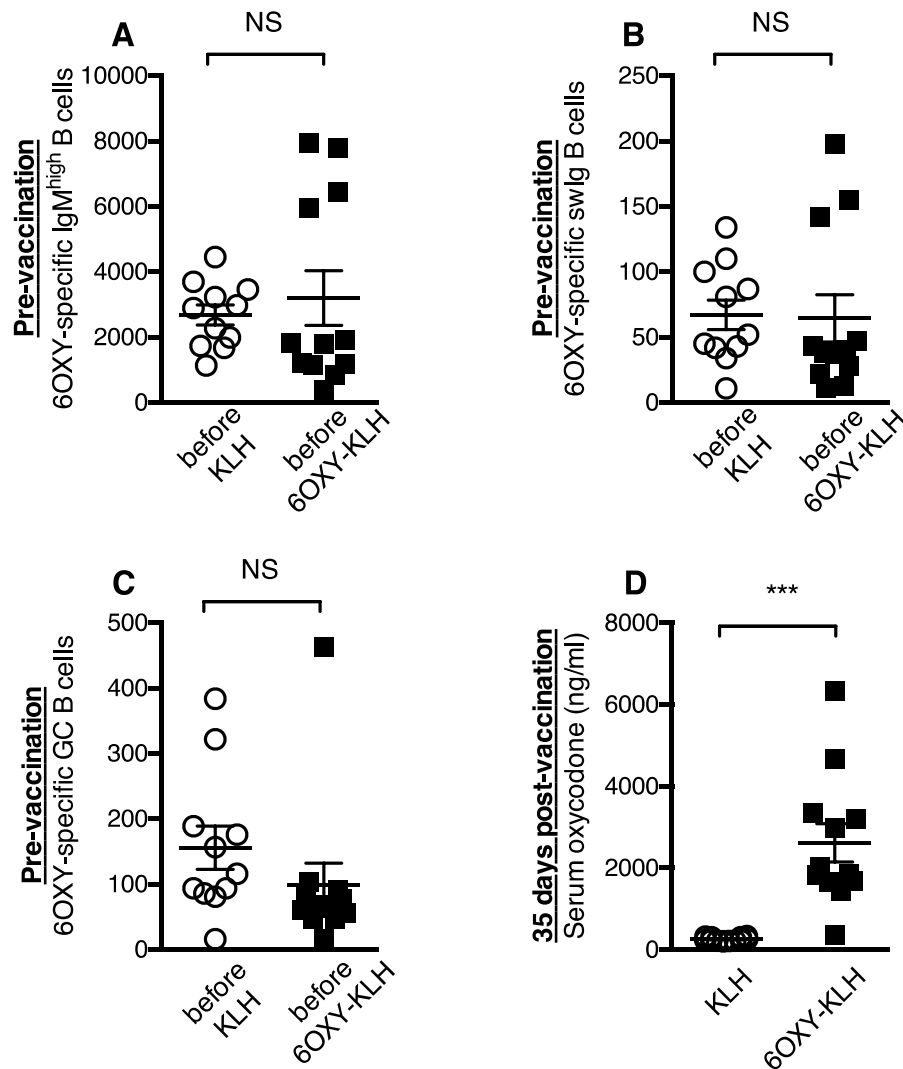 A
NS
Pre-vaccination
6OXY-specific IgMhigh B cells
10000
8000
6000
4000
2000
0
before
KLH
before
6OXY-KLH
B
NS
Pre-vaccination
6OXY-specific swIg B cells
250
200
150
100
50
0
before
KLH
before
6OXY-KLH
C
NS
Pre-vaccination
6OXY-specific GC B cells
500
400
300
200
100
0
before
KLH
before
6OXY-KLH
D
***
35 days post-vaccination
Serum oxycodone (ng/ml)
8000
6000
4000
2000
0
KLH
6OXY-KLH